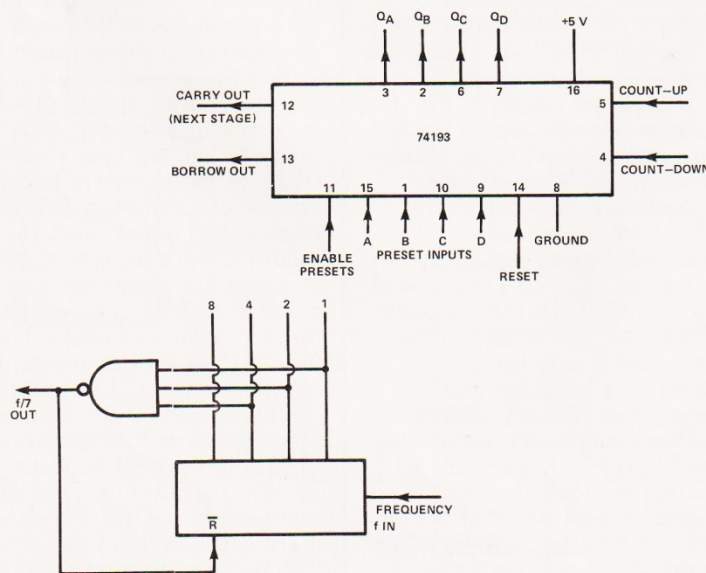 QA QB QC QD +5 V
3 2 6 7 16
CARRY OUT
12
(NEXT STAGE)
5
COUNT–UP
74193
13
BORROW OUT
4
COUNT–DOWN
11 15 1 10 9 14 8
A B C D
ENABLE
PRESETS
PRESET INPUTS
RESET
GROUND
8 4 2 1
f/7
OUT
FREQUENCY
f IN
R̅